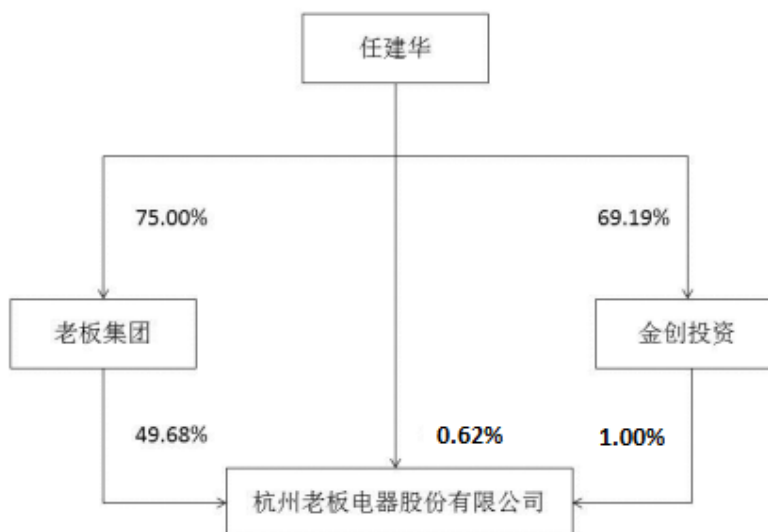 任建华
75.00%
69.19%
老板集团
金创投资
49.68%
0.62%
1.00%
杭州老板电器股份有限公司